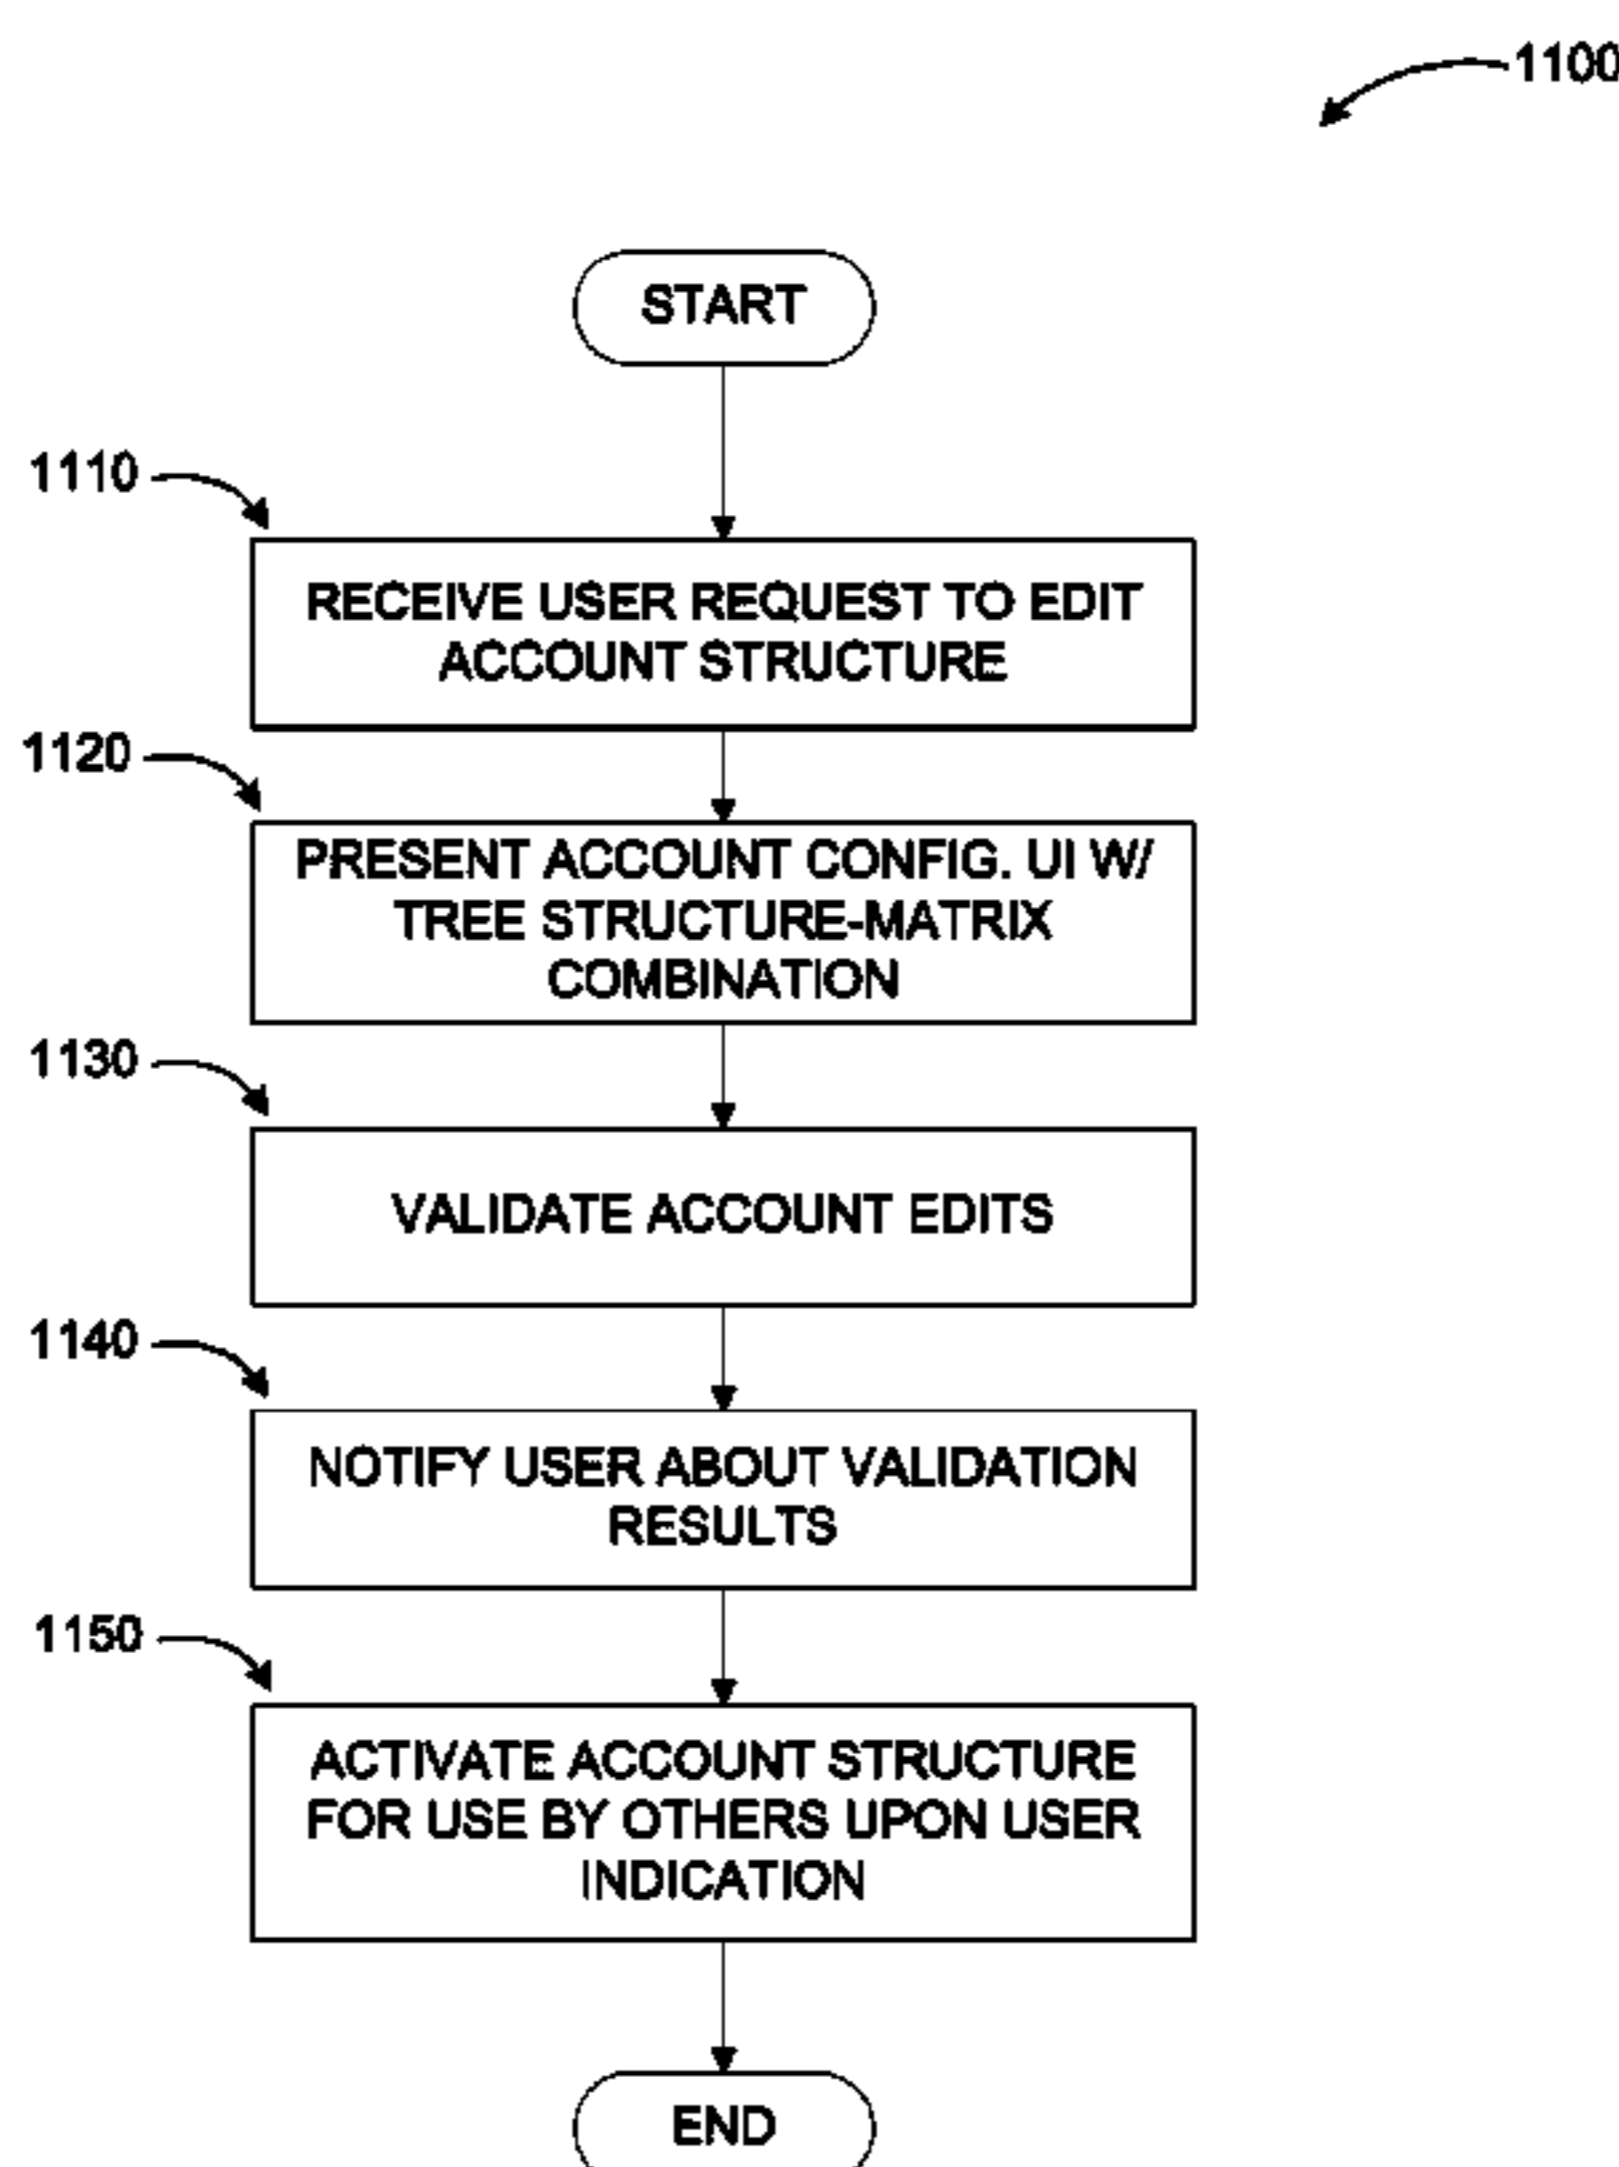 1100
START
1110
RECEIVE USER REQUEST TO EDIT
ACCOUNT STRUCTURE
1120
PRESENT ACCOUNT CONFIG. UI W/
TREE STRUCTURE-MATRIX
COMBINATION
1130
VALIDATE ACCOUNT EDITS
1140
NOTIFY USER ABOUT VALIDATION
RESULTS
1150
ACTIVATE ACCOUNT STRUCTURE
FOR USE BY OTHERS UPON USER
INDICATION
END